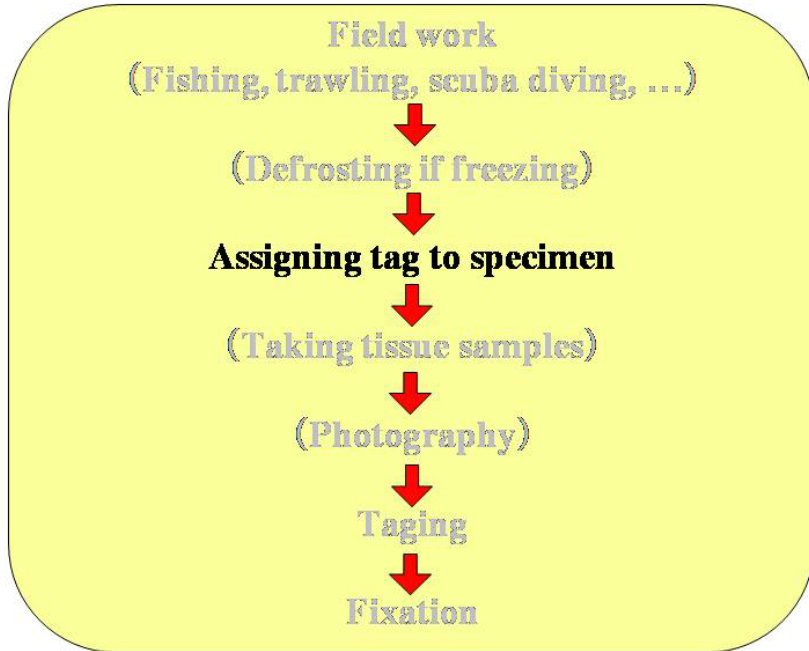 Field work
(Fishing, trawling, scuba diving, ...)
(Defrosting if freezing)
Assigning tag to specimen
(Taking tissue samples)
(Photography)
Taging
Fixation